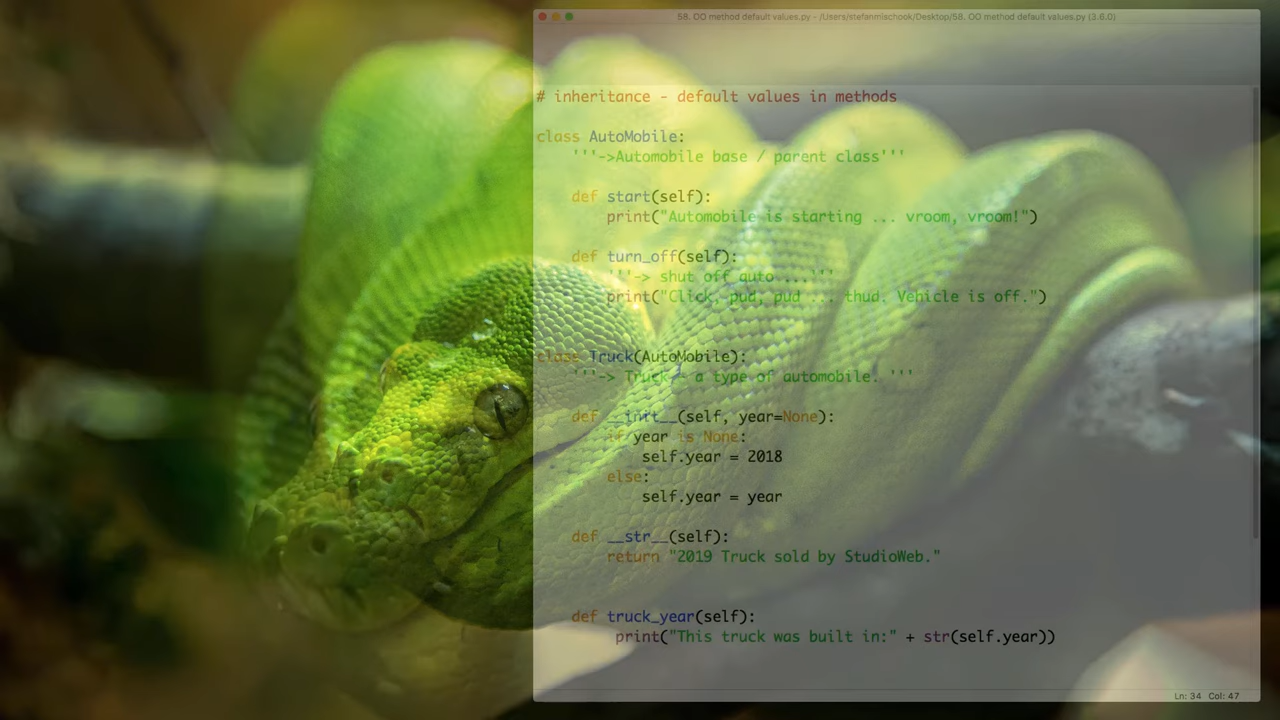 58. OO method default values.py - /Users/stefanmischook/Desktop/58. OO method default values.py (3.6.0)
# inheritance - default values in methods
class AutoMobile:
'''->Automobile base / parent class'''
def start(self):
print("Automobile is starting ... vroom, vroom!")
def turn_off(self):
'''-> shut off auto ...'''
print("Click, pud, pud ... thud. Vehicle is off.")
class Truck(AutoMobile):
'''-> Truck - a type of automobile. '''
def __init__(self, year=None):
if year is None:
self.year = 2018
else:
self.year = year
def __str__(self):
return "2019 Truck sold by StudioWeb."
def truck_year(self):
print("This truck was built in:" + str(self.year))
Ln: 34 Col: 47